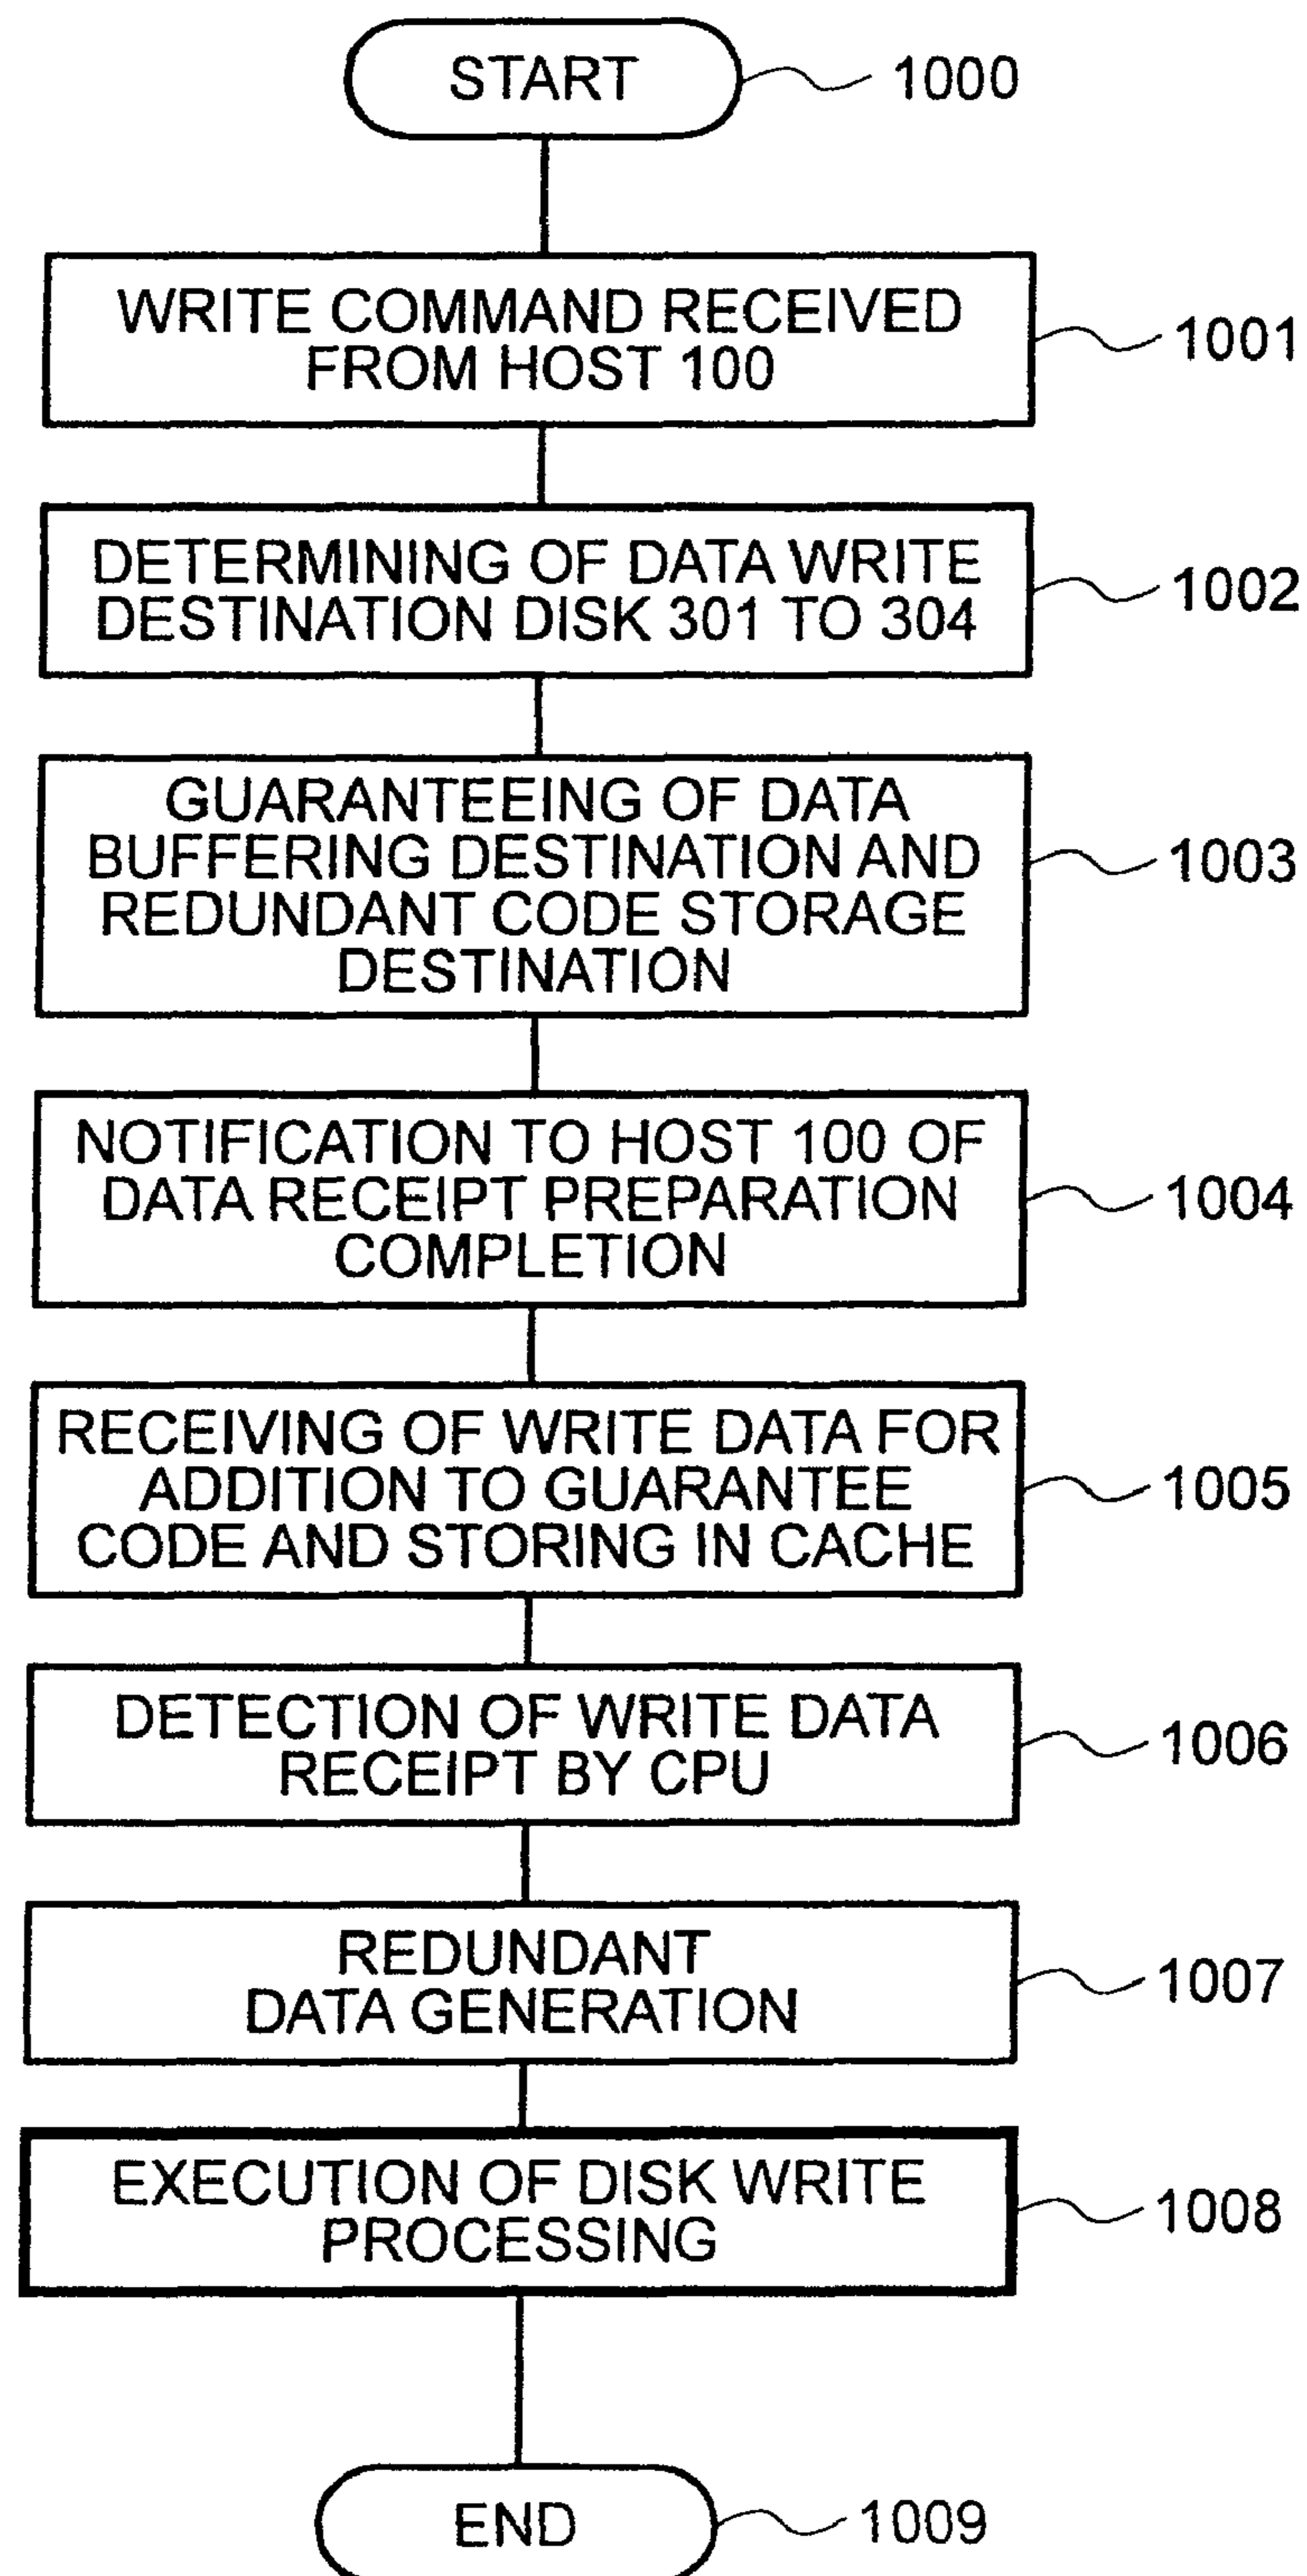 START
1000
WRITE COMMAND RECEIVED
FROM HOST 100
1001
DETERMINING OF DATA WRITE
DESTINATION DISK 301 TO 304
1002
GUARANTEEING OF DATA
BUFFERING DESTINATION AND
REDUNDANT CODE STORAGE
DESTINATION
1003
NOTIFICATION TO HOST 100 OF
DATA RECEIPT PREPARATION
COMPLETION
1004
RECEIVING OF WRITE DATA FOR
ADDITION TO GUARANTEE
CODE AND STORING IN CACHE
1005
DETECTION OF WRITE DATA
RECEIPT BY CPU
1006
REDUNDANT
DATA GENERATION
1007
EXECUTION OF DISK WRITE
PROCESSING
1008
END
1009